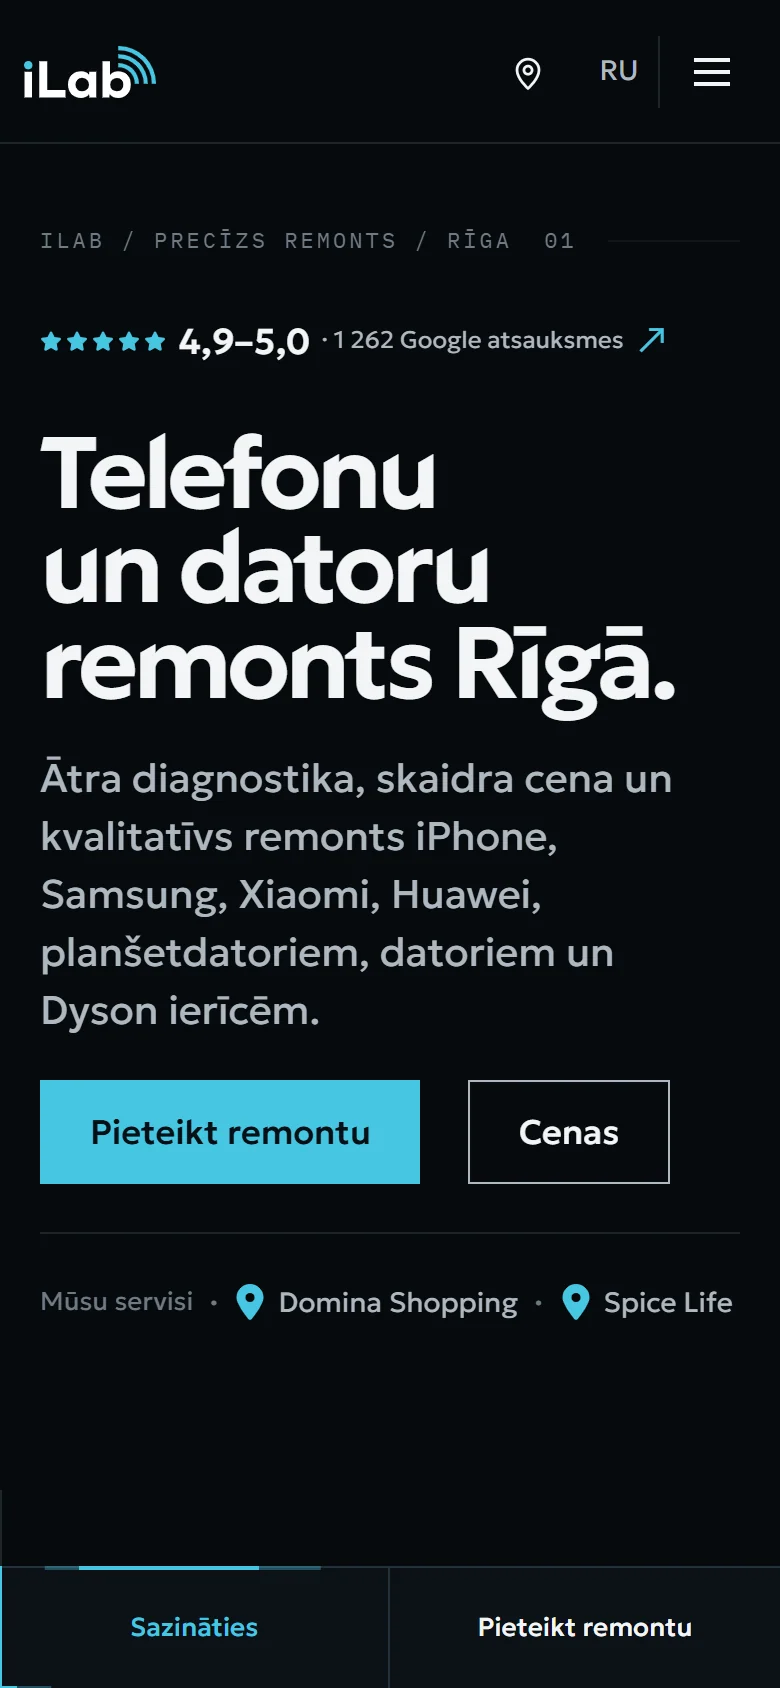 iLab
RU
ILAB / PRECĪZS REMONTS / RĪGA 01
4,9–5,0 · 1 262 Google atsauksmes
Telefonu
un datoru
remonts Rīgā.
Ātra diagnostika, skaidra cena un
kvalitatīvs remonts iPhone,
Samsung, Xiaomi, Huawei,
planšetdatoriem, datoriem un
Dyson ierīcēm.
Pieteikt remontu
Cenas
Mūsu servisi · Domina Shopping · Spice Life
Sazināties
Pieteikt remontu